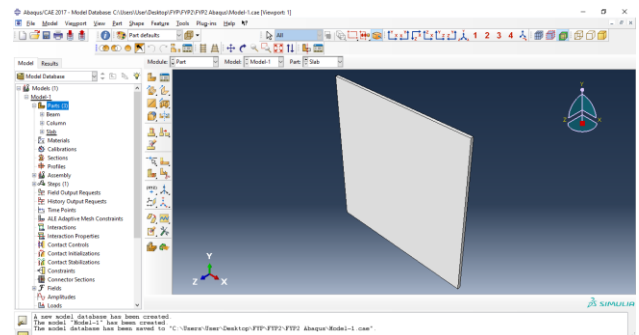 Abaqus/CAE 2017 - Model Database: C:\Users\User\Desktop\FYP\FYP2\FYP2 Abaqus\Model-1.cae [Viewport: 1]
File Model Viewport View Part Shape Feature Tools Plug-ins Help
Part defaults
All
1 2 3 4
Model Results
Module: Part Model: Model-1 Part: Slab
Model Database
Models (1)
Model-1
Parts (3)
Beam
Column
Slab
Materials
Calibrations
Sections
Profiles
Assembly
Steps (1)
Field Output Requests
History Output Requests
Time Points
ALE Adaptive Mesh Constraints
Interactions
Interaction Properties
Contact Controls
Contact Initializations
Contact Stabilizations
Constraints
Connector Sections
Fields
Amplitudes
Loads
Y
Z X
Y
Z X
SIMULIA
A new model database has been created.
The model "Model-1" has been created.
The model database has been saved to "C:\Users\User\Desktop\FYP\FYP2\FYP2 Abaqus\Model-1.cae".